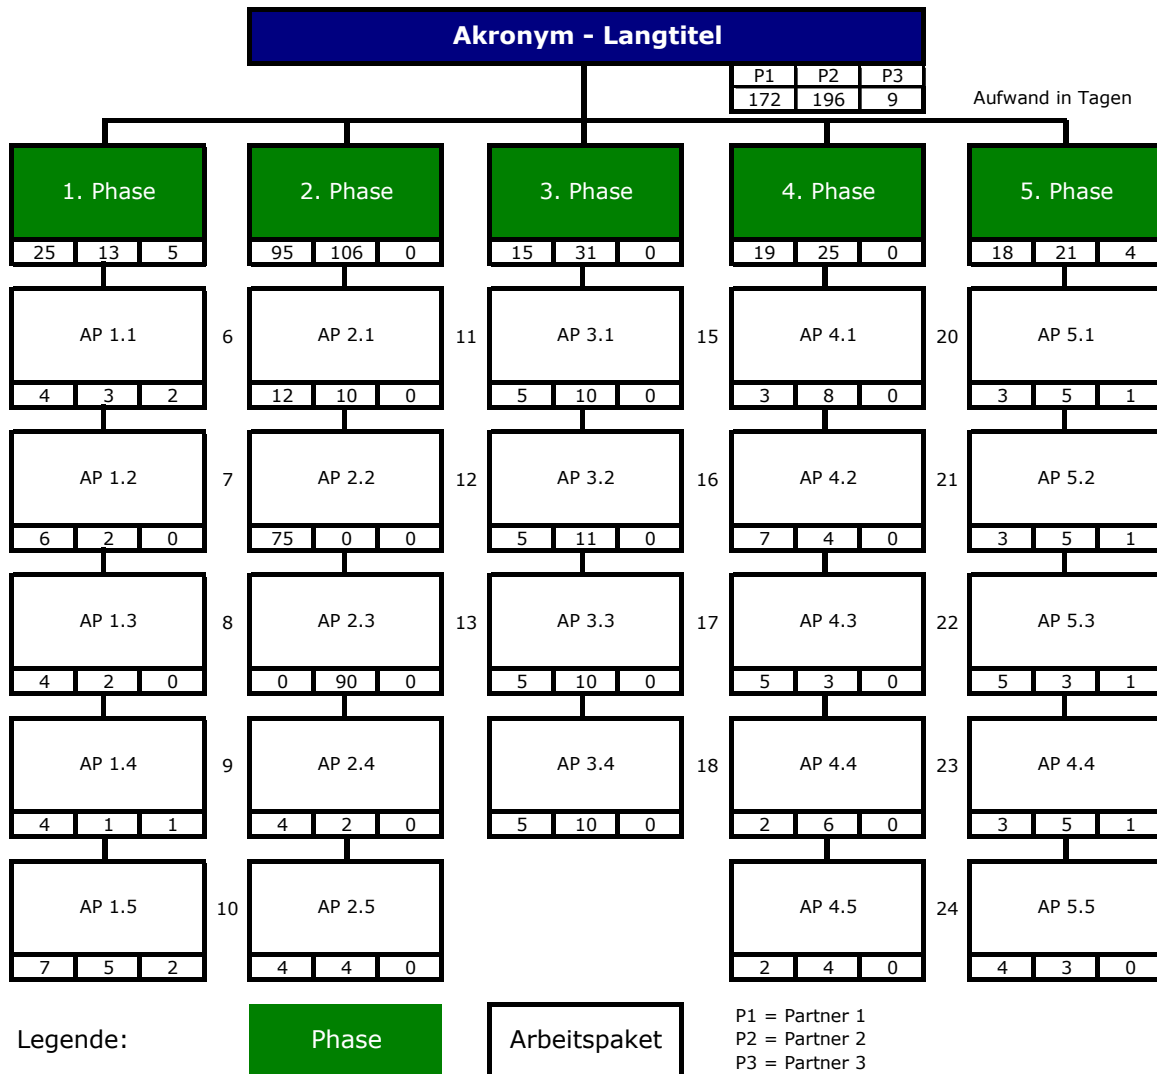 Akronym - Langtitel
P1 P2 P3
172 196 9 Aufwand in Tagen
1. Phase 2. Phase 3. Phase 4. Phase 5. Phase
25 13 5 95 106 0 15 31 0 19 25 0 18 21 4
AP 1.1 6 AP 2.1 11 AP 3.1 15 AP 4.1 20 AP 5.1
4 3 2 12 10 0 5 10 0 3 8 0 3 5 1
AP 1.2 7 AP 2.2 12 AP 3.2 16 AP 4.2 21 AP 5.2
6 2 0 75 0 0 5 11 0 7 4 0 3 5 1
AP 1.3 8 AP 2.3 13 AP 3.3 17 AP 4.3 22 AP 5.3
4 2 0 0 90 0 5 10 0 5 3 0 5 3 1
AP 1.4 9 AP 2.4 AP 3.4 18 AP 4.4 23 AP 4.4
4 1 1 4 2 0 5 10 0 2 6 0 3 5 1
AP 1.5 10 AP 2.5 AP 4.5 24 AP 5.5
7 5 2 4 4 0 2 4 0 4 3 0
Legende: Phase Arbeitspaket
P1 = Partner 1
P2 = Partner 2
P3 = Partner 3